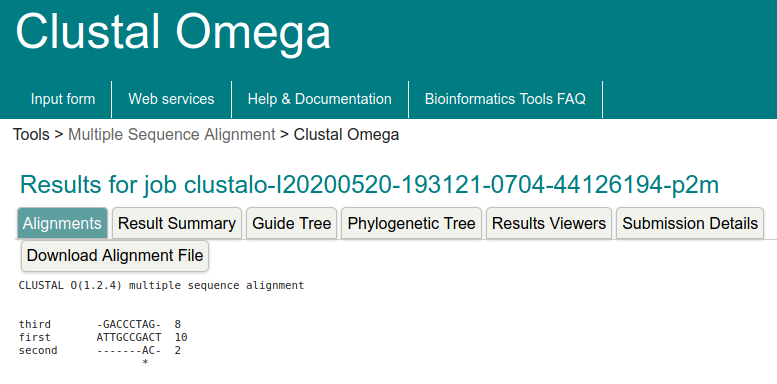 Clustal Omega
Input form Web services Help & Documentation Bioinformatics Tools FAQ
Tools > Multiple Sequence Alignment > Clustal Omega
Results for job clustalo-I20200520-193121-0704-44126194-p2m
Alignments Result Summary Guide Tree Phylogenetic Tree Results Viewers Submission Details
Download Alignment File
CLUSTAL O(1.2.4) multiple sequence alignment
third       -GACCCTAG-  8
first       ATTGCCGACT  10
second      -------AC-  2
                   *